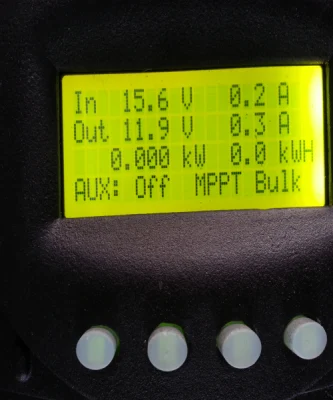 In 15.6 V 0.2 A
Out 11.9 V 0.3 A
0.000 kW 0.0 kWH
AUX: Off MPPT Bulk